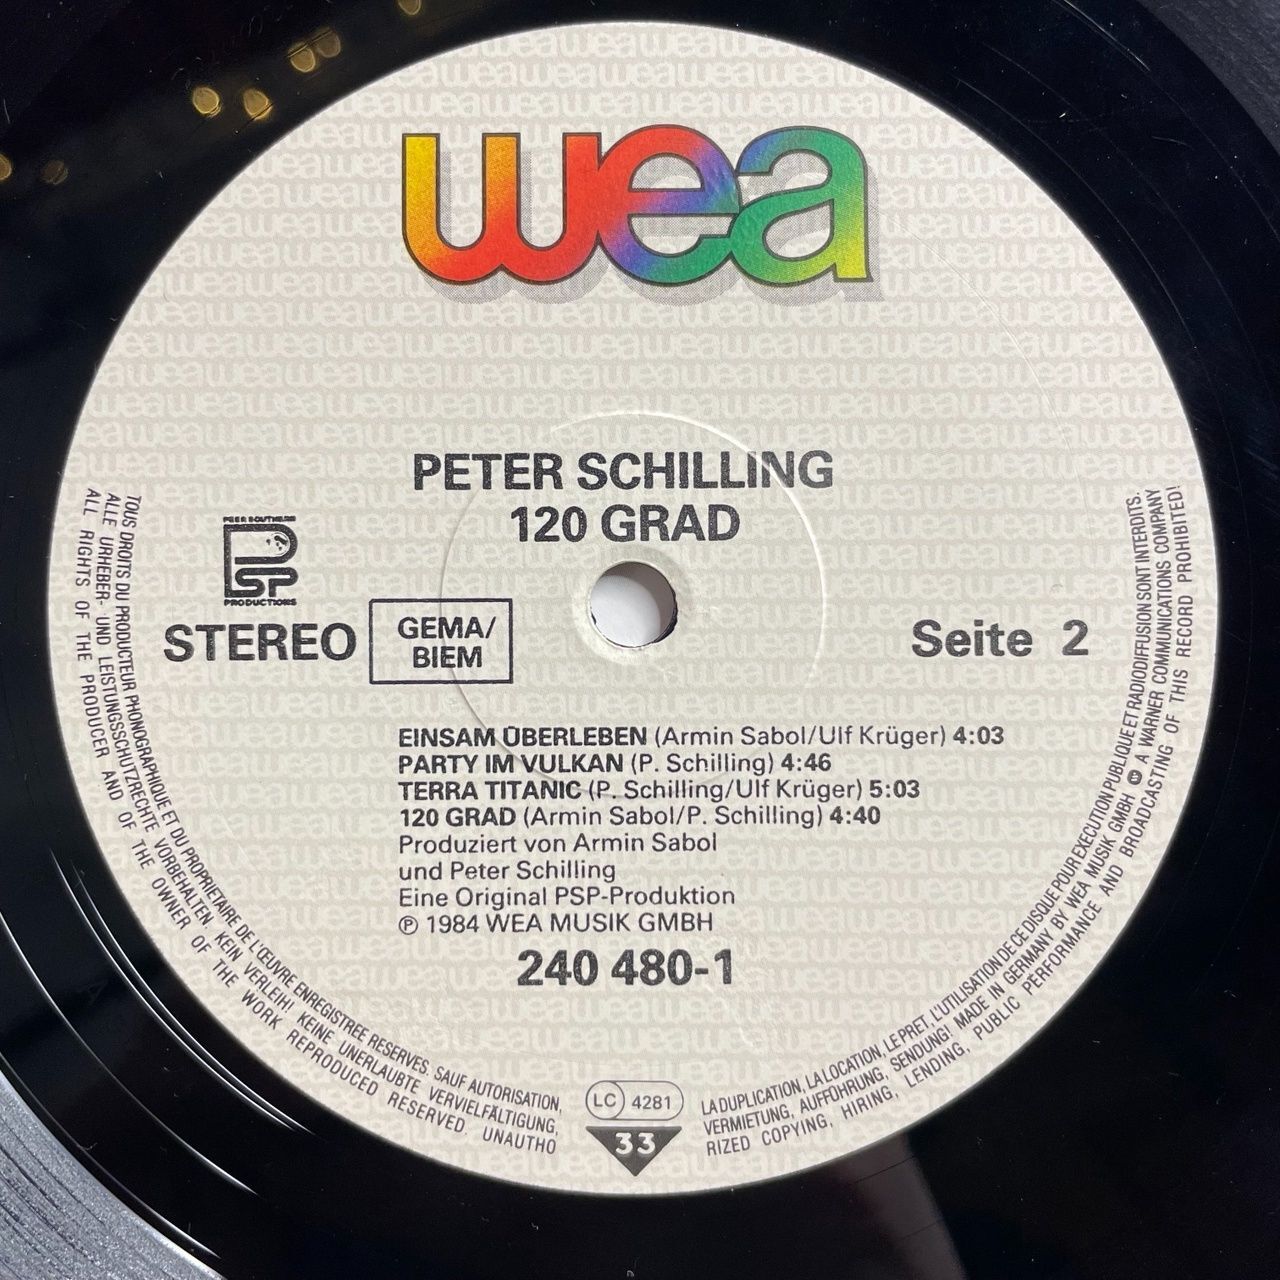 wea
PETER SCHILLING
120 GRAD
PEER SOUTHERN
PSP
PRODUCTIONS
STEREO
GEMA/
BIEM
Seite 2
EINSAM ÜBERLEBEN (Armin Sabol/Ulf Krüger) 4:03
PARTY IM VULKAN (P. Schilling) 4:46
TERRA TITANIC (P. Schilling/Ulf Krüger) 5:03
120 GRAD (Armin Sabol/P. Schilling) 4:40
Produziert von Armin Sabol
und Peter Schilling
Eine Original PSP-Produktion
℗ 1984 WEA MUSIK GMBH
240 480-1
TOUS DROITS DU PRODUCTEUR PHONOGRAPHIQUE ET DU PROPRIETAIRE DE L'ŒUVRE ENREGISTREE RESERVES. SAUF AUTORISATION,
ALLE URHEBER- UND LEISTUNGSSCHUTZRECHTE VORBEHALTEN. KEIN VERLEIH! KEINE UNERLAUBTE VERVIELFÄLTIGUNG,
ALL RIGHTS OF THE PRODUCER AND OF THE OWNER OF THE WORK REPRODUCED RESERVED. UNAUTHO
LC 4281
33
LA DUPLICATION, LA LOCATION, LE PRET, L'UTILISATION DE CE DISQUE POUR EXECUTION PUBLIQUE ET RADIODIFFUSION SONT INTERDITS.
VERMIETUNG, AUFFÜHRUNG, SENDUNG! MADE IN GERMANY BY WEA MUSIK GMBH A WARNER COMMUNICATIONS COMPANY
RIZED COPYING, HIRING, LENDING, PUBLIC PERFORMANCE AND BROADCASTING OF THIS RECORD PROHIBITED!